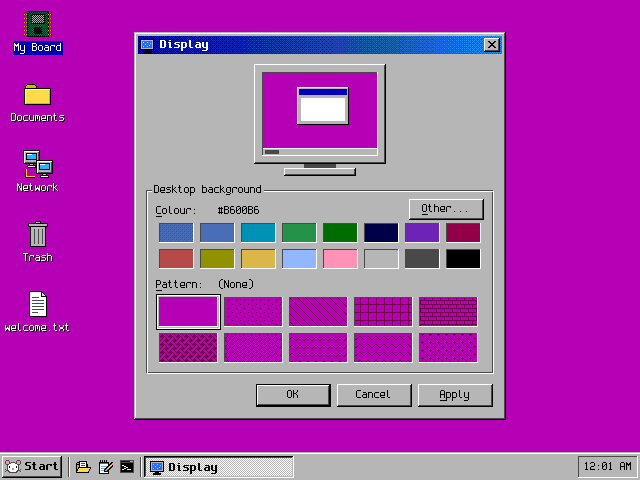 My Board
Documents
Network
Trash
welcome.txt
Display
Desktop background
Colour: #B600B6
Other...
Pattern: (None)
OK
Cancel
Apply
Start
Display
12:01 AM